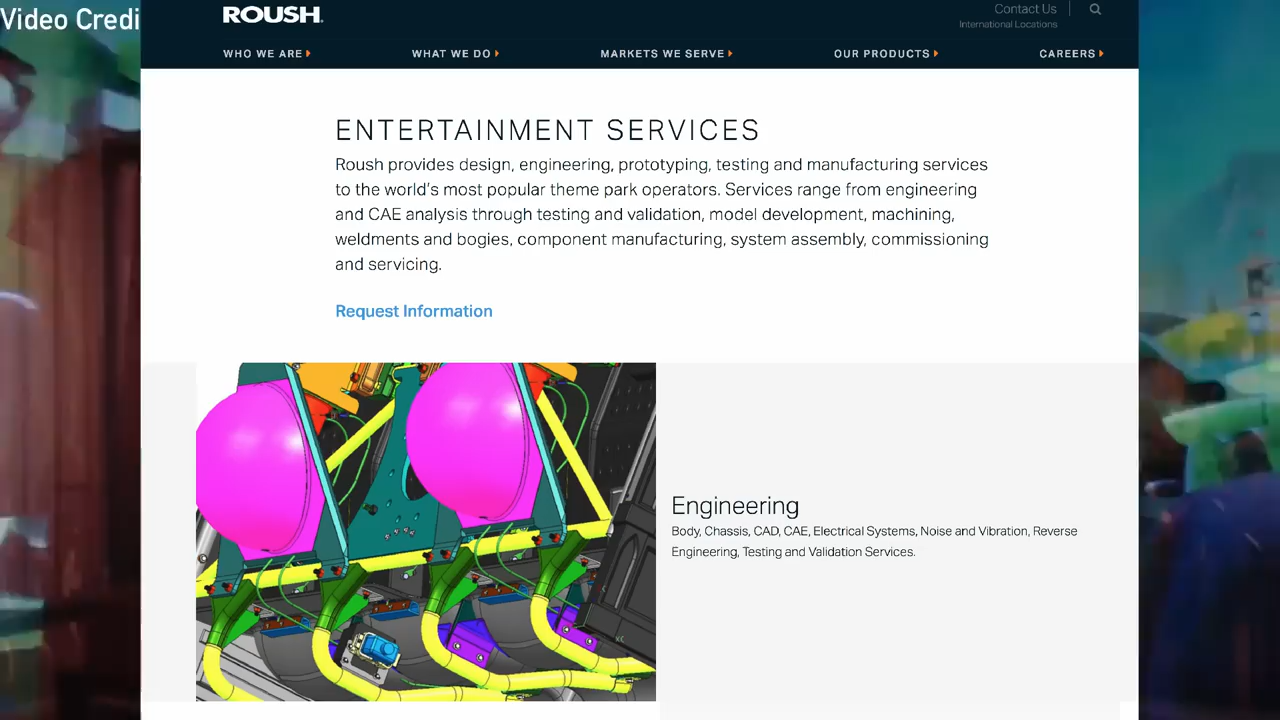 Video Credi
ROUSH
Contact Us
International Locations
WHO WE ARE
WHAT WE DO
MARKETS WE SERVE
OUR PRODUCTS
CAREERS
ENTERTAINMENT SERVICES
Roush provides design, engineering, prototyping, testing and manufacturing services
to the world's most popular theme park operators. Services range from engineering
and CAE analysis through testing and validation, model development, machining,
weldments and bogies, component manufacturing, system assembly, commissioning
and servicing.
Request Information
Engineering
Body, Chassis, CAD, CAE, Electrical Systems, Noise and Vibration, Reverse
Engineering, Testing and Validation Services.